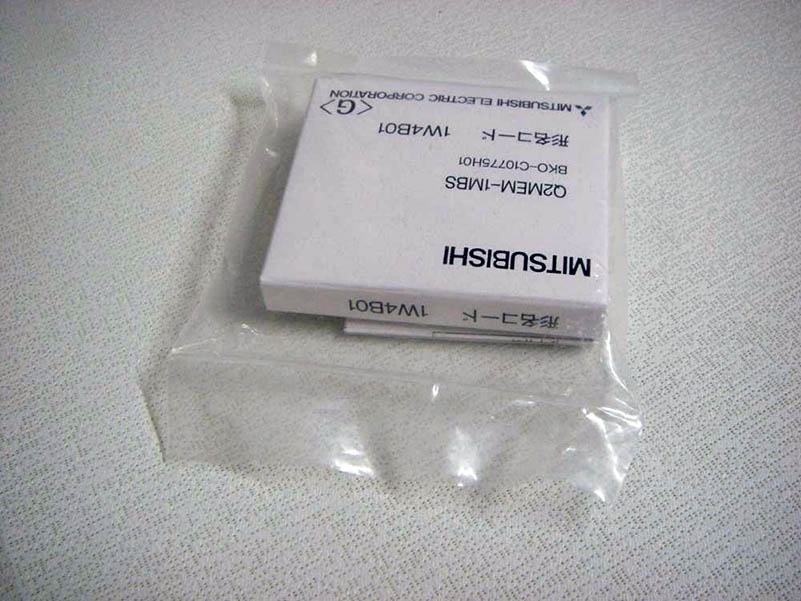 MITSUBISHI
Q2MEM-1MBS
BKO-C10775H01
形名コード 1W4B01
<G>
MITSUBISHI ELECTRIC CORPORATION
形名コード 1W4B01